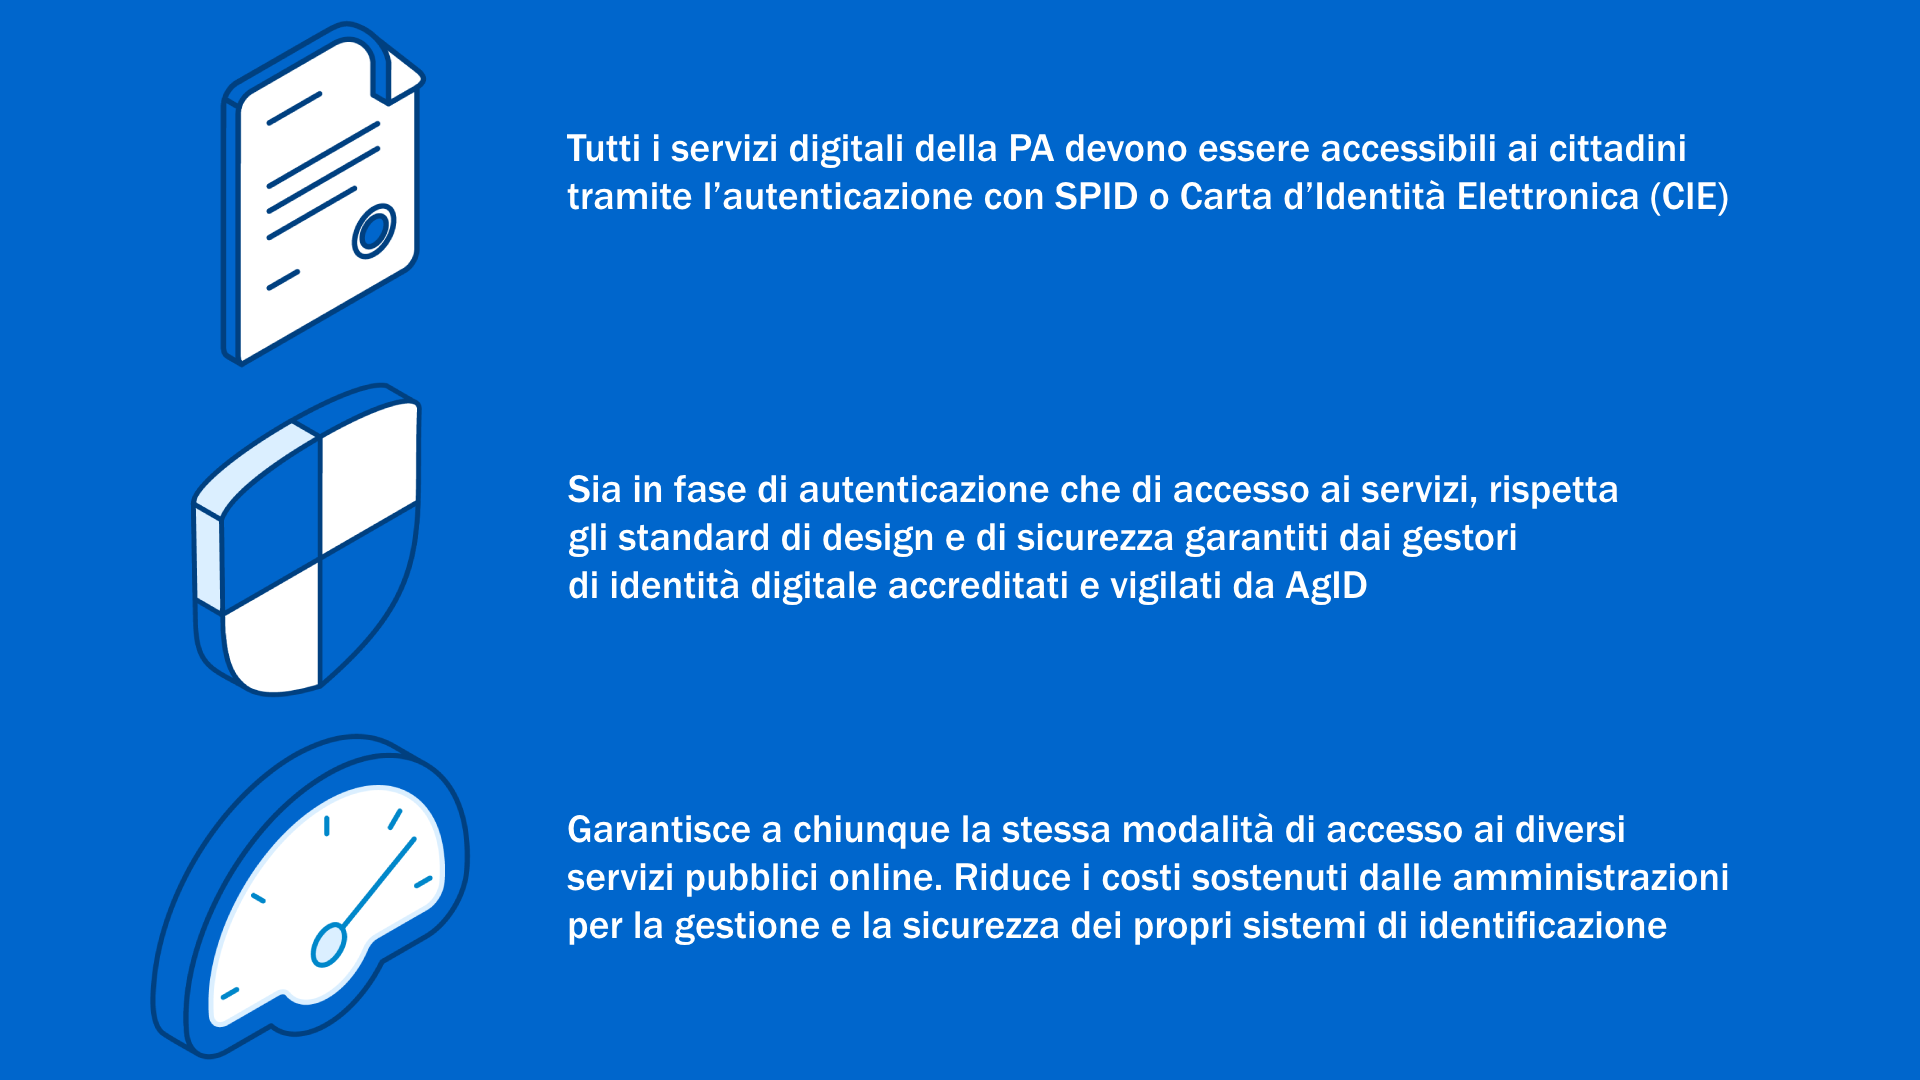 Tutti i servizi digitali della PA devono essere accessibili ai cittadini
tramite l’autenticazione con SPID o Carta d’Identità Elettronica (CIE)
Sia in fase di autenticazione che di accesso ai servizi, rispetta
gli standard di design e di sicurezza garantiti dai gestori
di identità digitale accreditati e vigilati da AgID
Garantisce a chiunque la stessa modalità di accesso ai diversi
servizi pubblici online. Riduce i costi sostenuti dalle amministrazioni
per la gestione e la sicurezza dei propri sistemi di identificazione